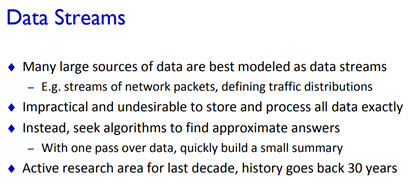 Data Streams
♦ Many large sources of data are best modeled as data streams
– E.g. streams of network packets, defining traffic distributions
♦ Impractical and undesirable to store and process all data exactly
♦ Instead, seek algorithms to find approximate answers
– With one pass over data, quickly build a small summary
♦ Active research area for last decade, history goes back 30 years